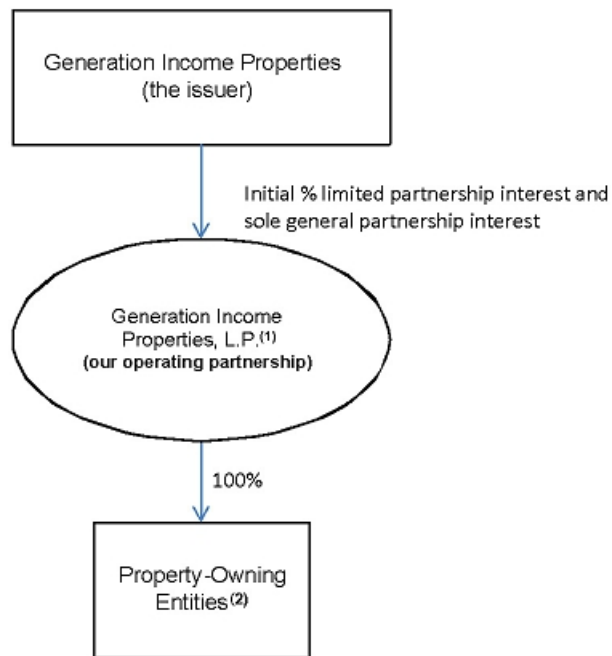 Generation Income Properties
(the issuer)
Initial % limited partnership interest and
sole general partnership interest
Generation Income
Properties, L.P.(1)
(our operating partnership)
100%
Property-Owning
Entities(2)